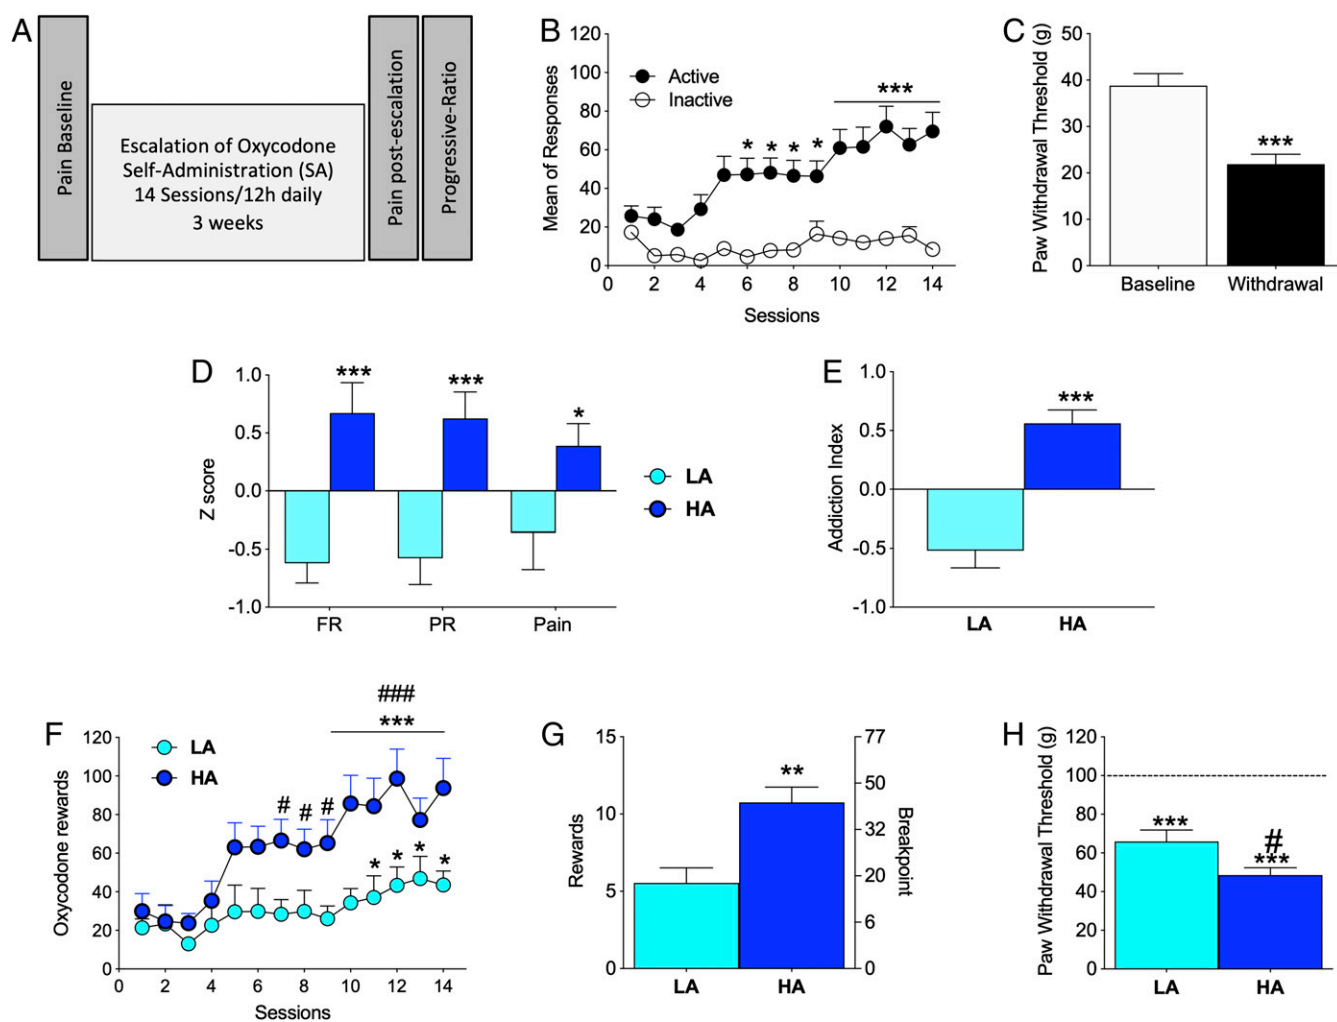 A
Pain Baseline
Escalation of Oxycodone
Self-Administration (SA)
14 Sessions/12h daily
3 weeks
Pain post-escalation
Progressive-Ratio
B
Mean of Responses
120
100
80
60
40
20
0
Active
Inactive
* * * *
***
0 2 4 6 8 10 12 14
Sessions
C
Paw Withdrawal Threshold (g)
50
40
30
20
10
0
***
Baseline Withdrawal
D
Z score
1.0
0.5
0.0
-0.5
-1.0
*** *** *
FR PR Pain
LA
HA
E
Addiction Index
1.0
0.5
0.0
-0.5
-1.0
***
LA HA
F
Oxycodone rewards
120
100
80
60
40
20
0
LA
HA
###
***
# # #
* * * *
0 2 4 6 8 10 12 14
Sessions
G
Rewards
15
10
5
0
**
LA HA
77
50
32
20
6
0
Breakpoint
H
Paw Withdrawal Threshold (g)
120
100
80
60
40
20
0
***
#
***
LA HA